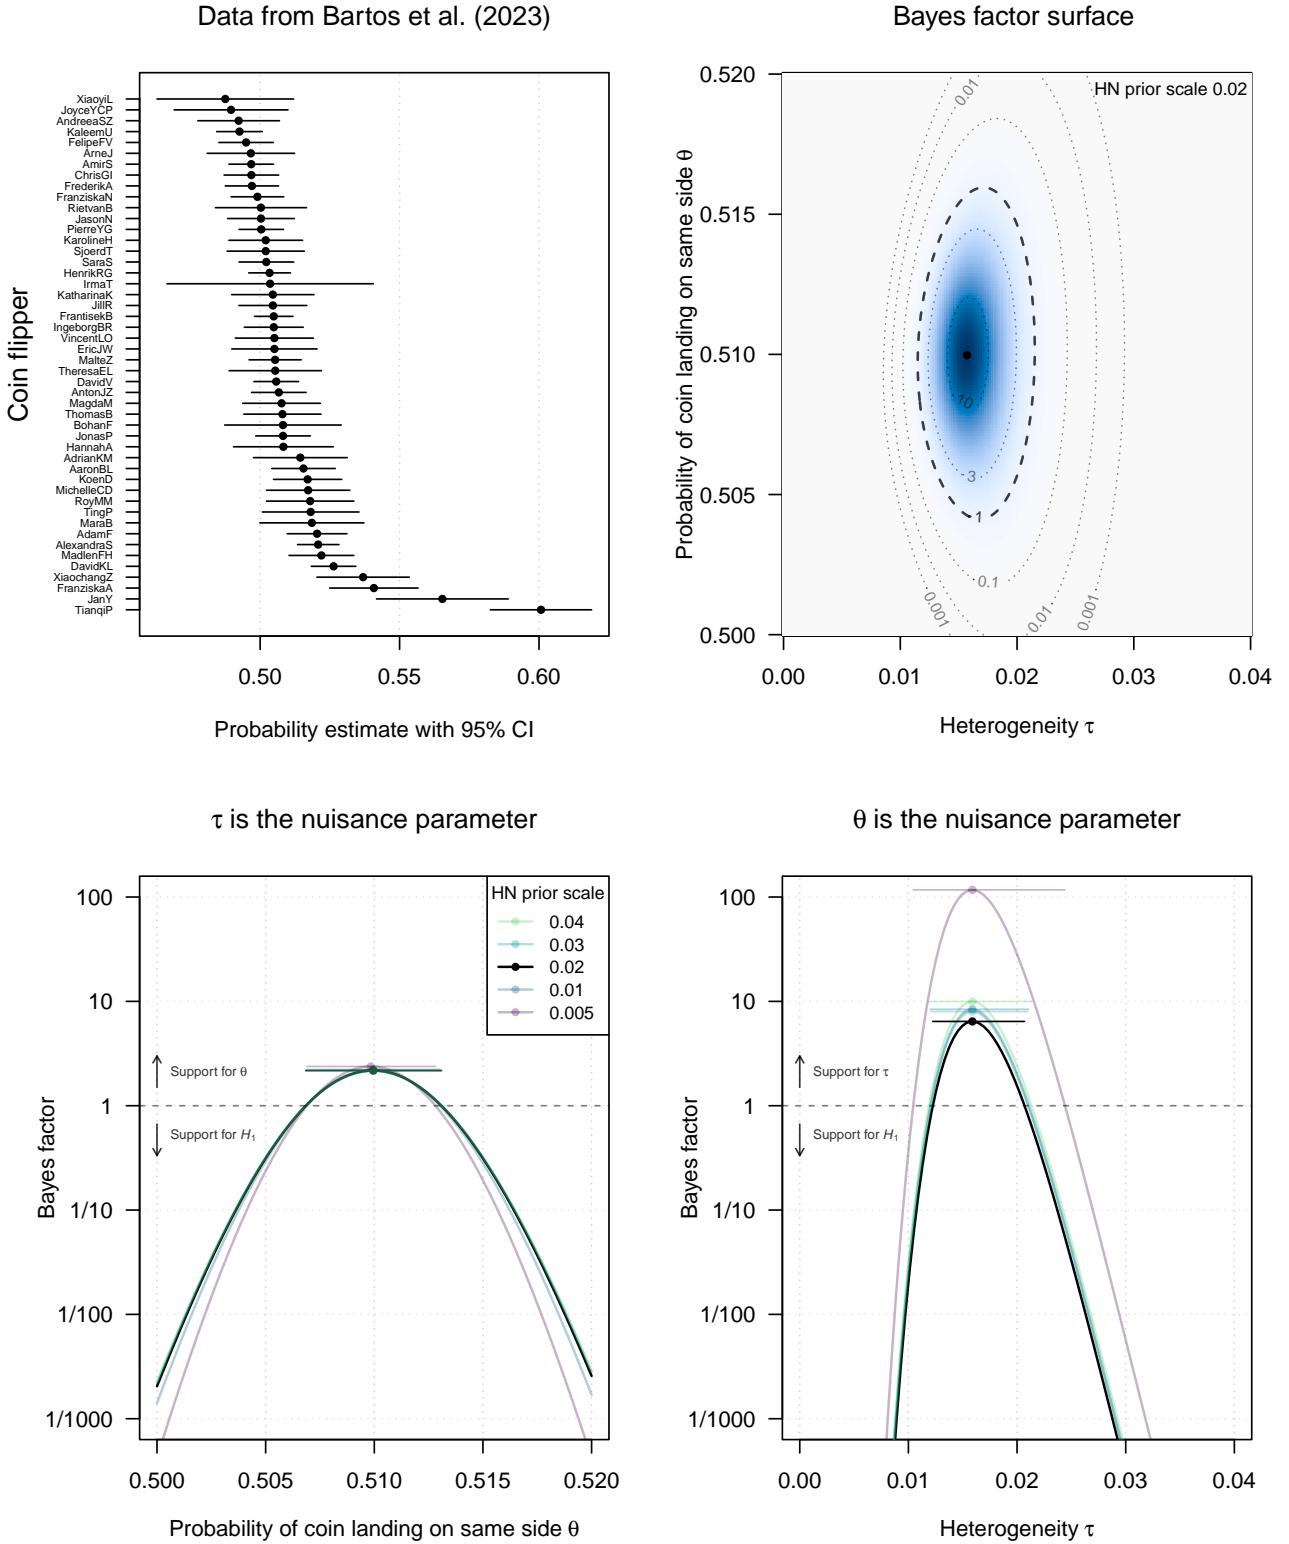 Data from Bartos et al. (2023)
Coin flipper
XiaoyiL
JoyceYCP
AndreeaSZ
KaleemU
FelipeFV
ArneJ
AmirS
ChrisGI
FrederikA
FranziskaN
RietvanB
JasonN
PierreYG
KarolineH
SjoerdT
SaraS
HenrikRG
IrmaT
KatharinaK
JillR
FrantisekB
IngeborgBR
VincentLO
EricJW
MalteZ
TheresaEL
DavidV
AntonJZ
MagdaM
ThomasB
BohanF
JonasP
HannahA
AdrianKM
AaronBL
KoenD
MichelleCD
RoyMM
TingP
MaraB
AdamF
AlexandraS
MadlenFH
DavidKL
XiaochangZ
FranziskaA
JanY
TianqiP
0.50 0.55 0.60
Probability estimate with 95% CI
Bayes factor surface
Probability of coin landing on same side θ
0.520
0.515
0.510
0.505
0.500
HN prior scale 0.02
0.01
10
3
1
0.1
0.001
0.01
0.001
0.00 0.01 0.02 0.03 0.04
Heterogeneity τ
τ is the nuisance parameter
Bayes factor
100
10
1
1/10
1/100
1/1000
HN prior scale
0.04
0.03
0.02
0.01
0.005
Support for θ
Support for H₁
0.500 0.505 0.510 0.515 0.520
Probability of coin landing on same side θ
θ is the nuisance parameter
Bayes factor
100
10
1
1/10
1/100
1/1000
Support for τ
Support for H₁
0.00 0.01 0.02 0.03 0.04
Heterogeneity τ